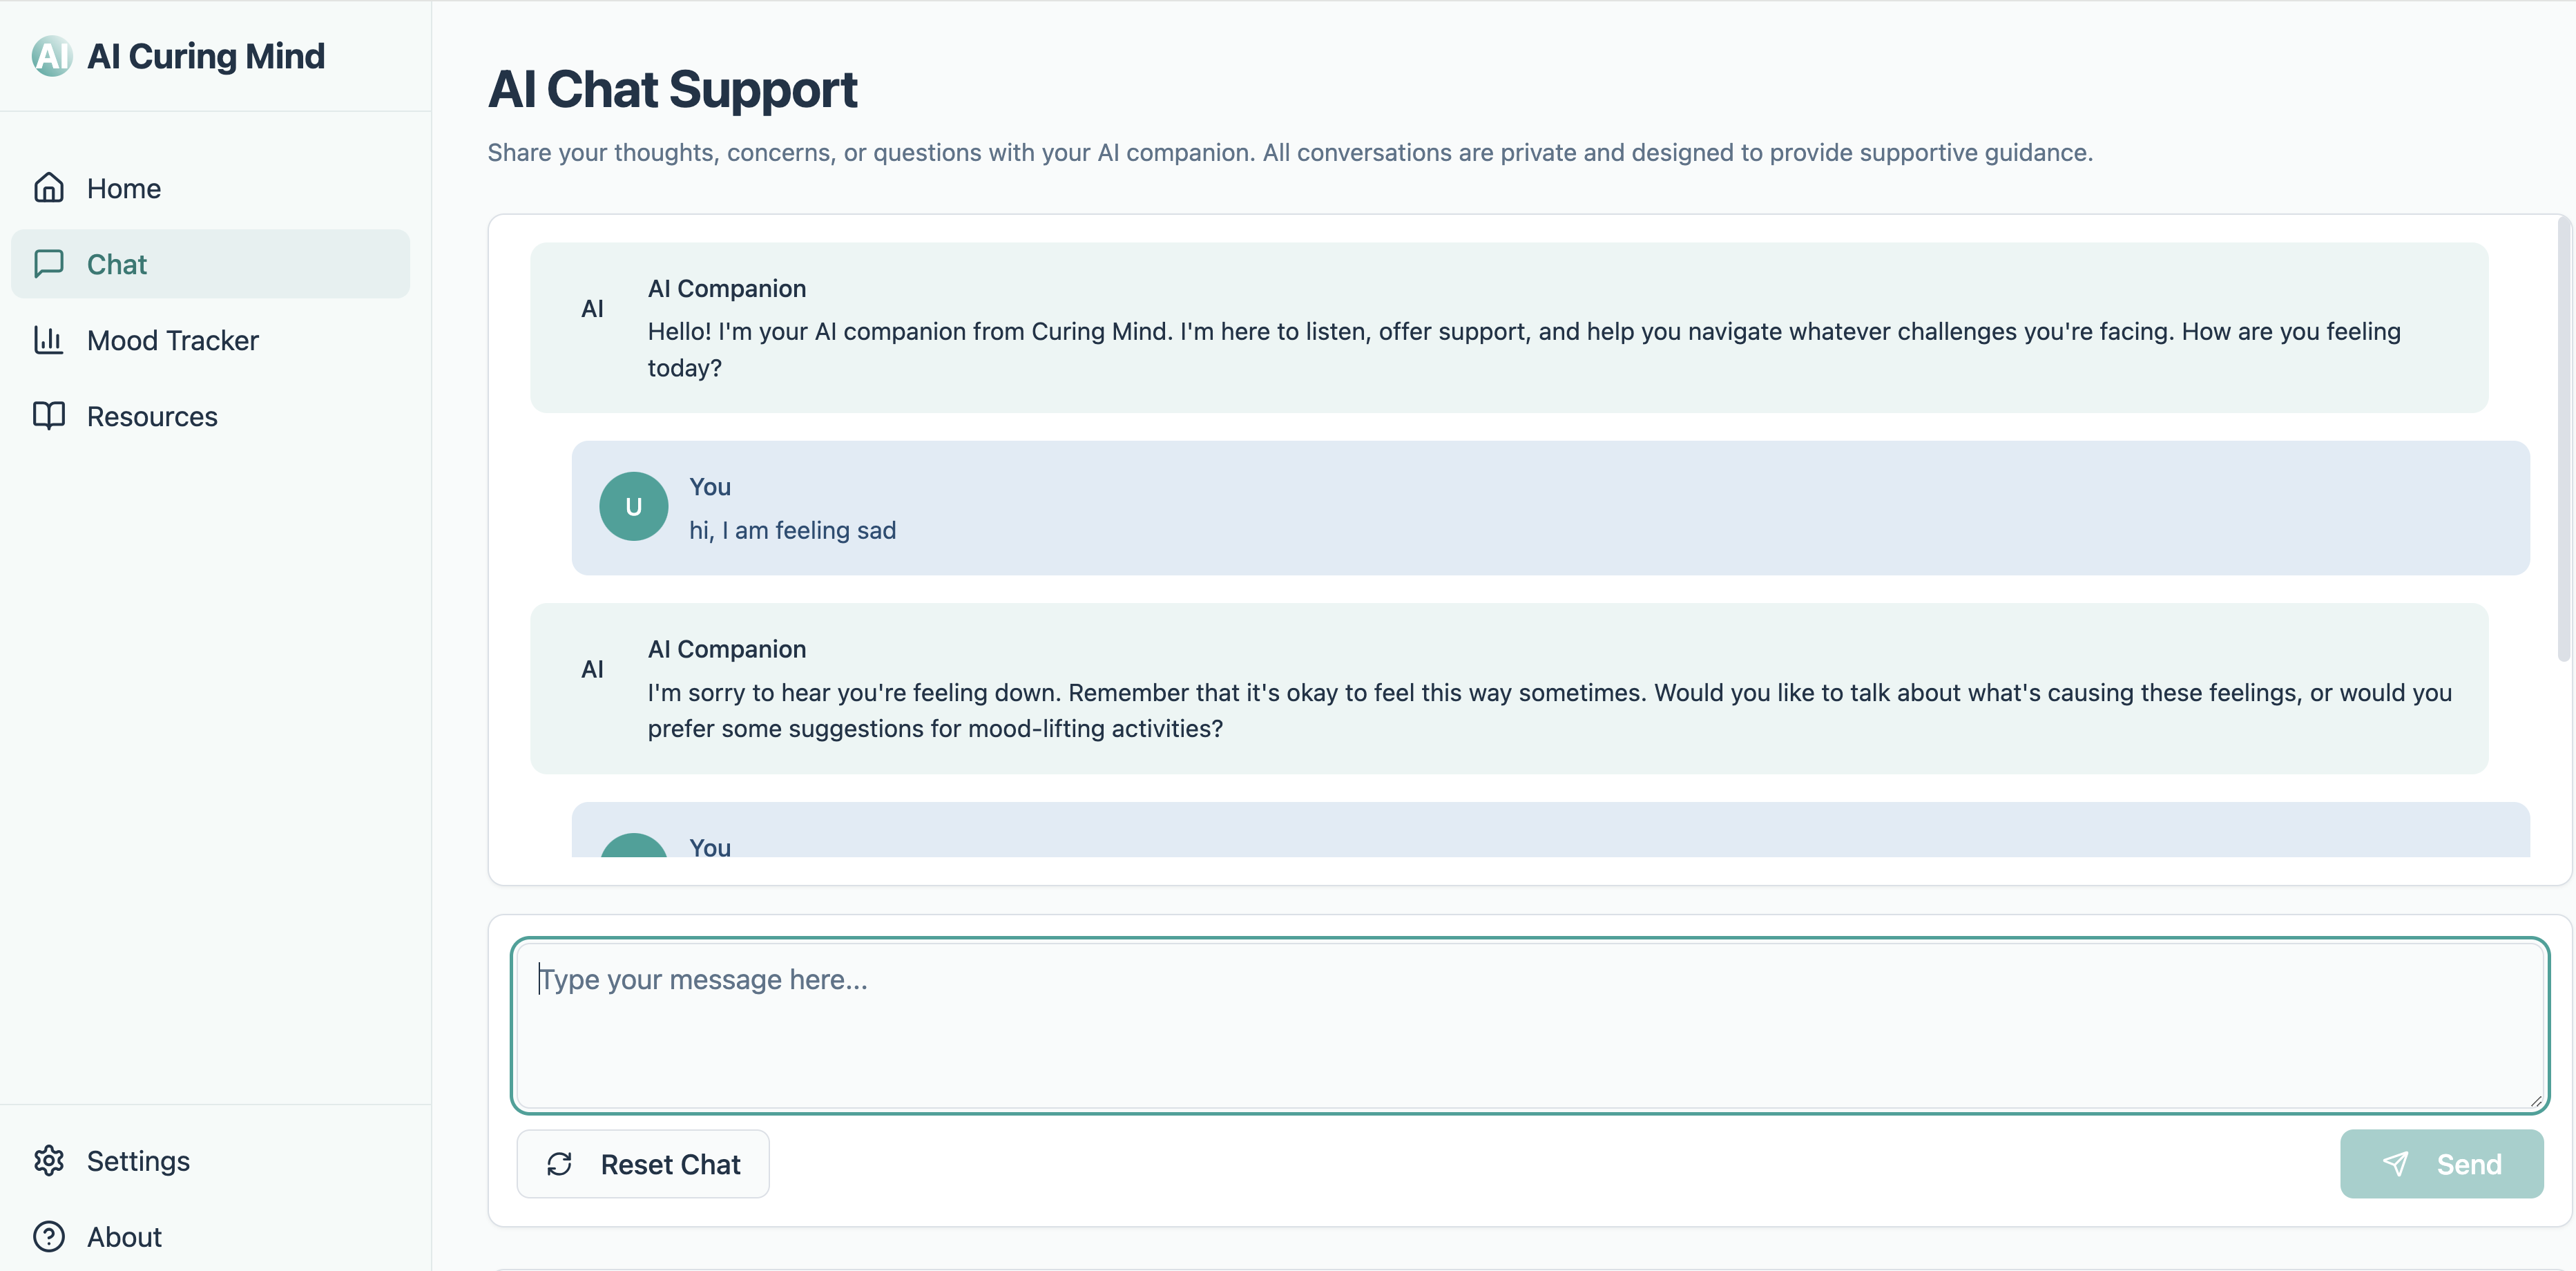 AI AI Curing Mind
Home
Chat
Mood Tracker
Resources
Settings
About
AI Chat Support
Share your thoughts, concerns, or questions with your AI companion. All conversations are private and designed to provide supportive guidance.
AI
AI Companion
Hello! I'm your AI companion from Curing Mind. I'm here to listen, offer support, and help you navigate whatever challenges you're facing. How are you feeling
today?
U
You
hi, I am feeling sad
AI
AI Companion
I'm sorry to hear you're feeling down. Remember that it's okay to feel this way sometimes. Would you like to talk about what's causing these feelings, or would you
prefer some suggestions for mood-lifting activities?
You
Type your message here...
Reset Chat
Send